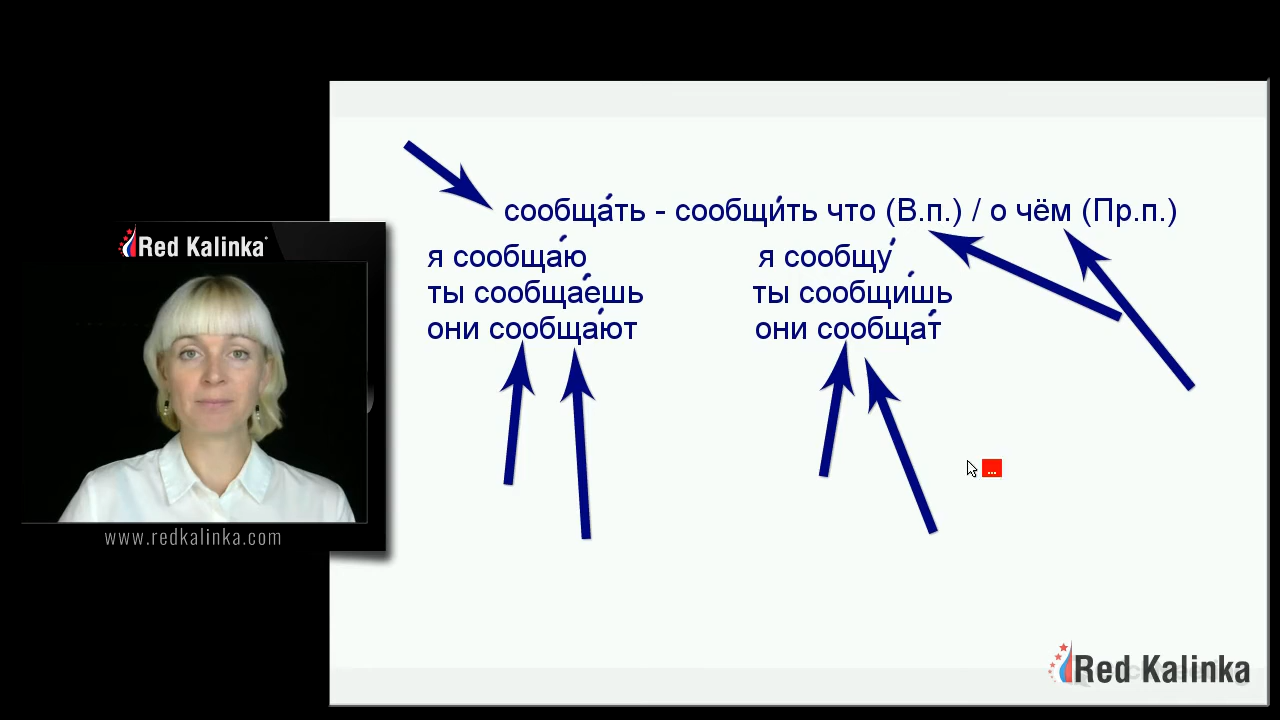 Red Kalinka
www.redkalinka.com
сообща́ть - сообщи́ть что (В.п.) / о чём (Пр.п.)
я сообща́ю
ты сообща́ешь
они сообща́ют
я сообщу́
ты сообщи́шь
они сообща́т
...
Red Kalinka